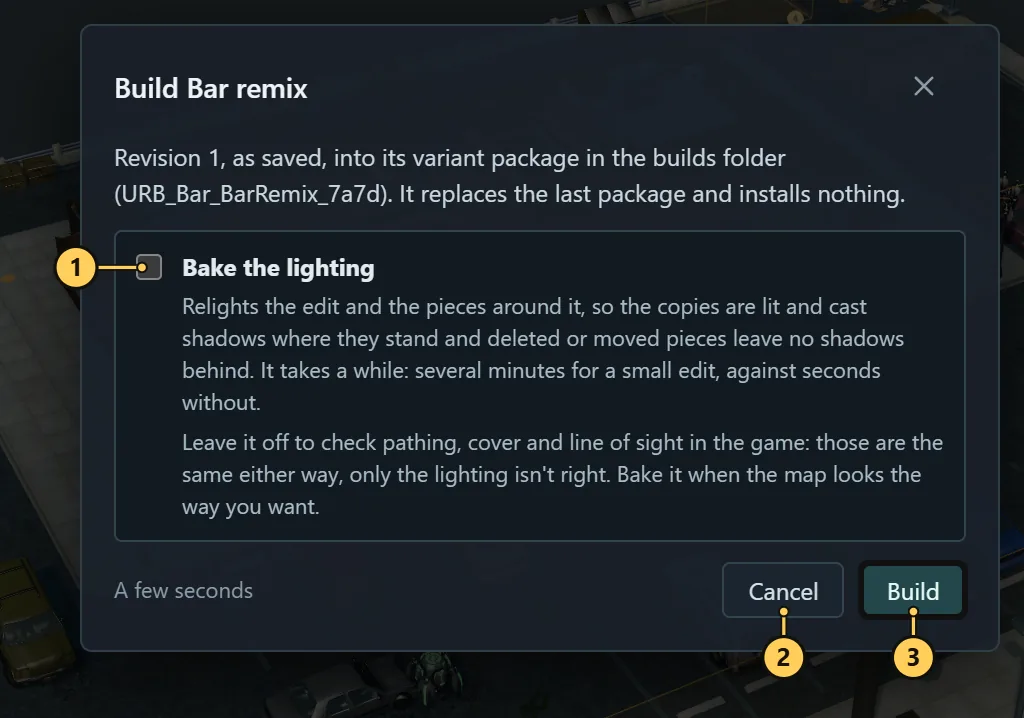 Build Bar remix
Revision 1, as saved, into its variant package in the builds folder
(URB_Bar_BarRemix_7a7d). It replaces the last package and installs nothing.
1
Bake the lighting
Relights the edit and the pieces around it, so the copies are lit and cast
shadows where they stand and deleted or moved pieces leave no shadows
behind. It takes a while: several minutes for a small edit, against seconds
without.
Leave it off to check pathing, cover and line of sight in the game: those are the
same either way, only the lighting isn't right. Bake it when the map looks the
way you want.
A few seconds
Cancel
Build
2
3